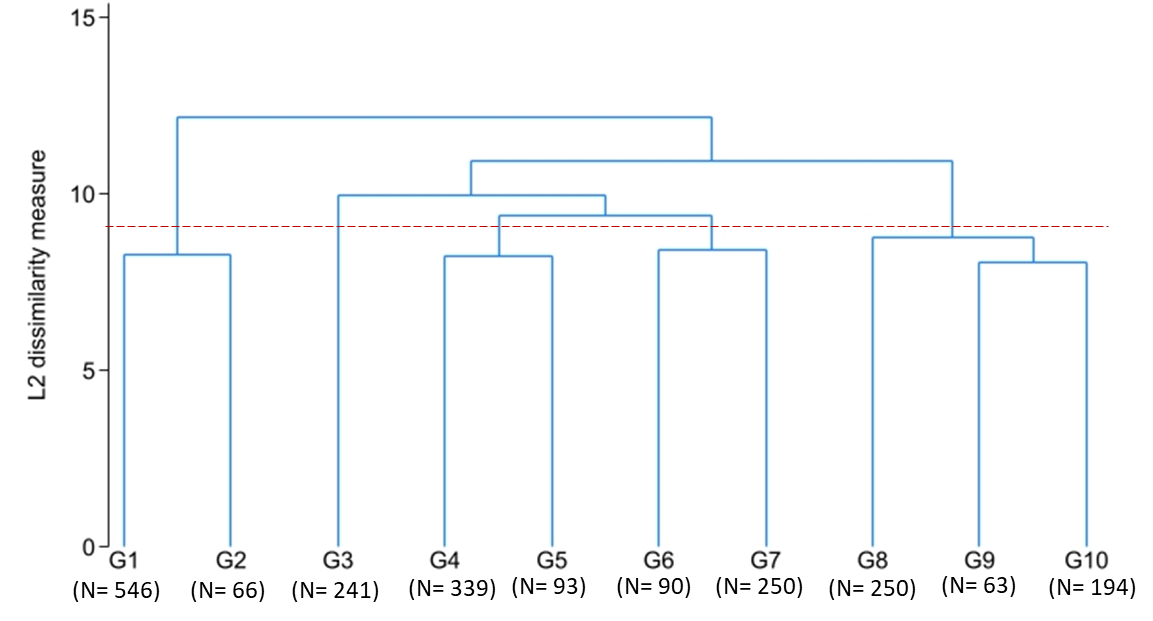 15
10
5
0
L2 dissimilarity measure
G1 G2 G3 G4 G5 G6 G7 G8 G9 G10
(N= 546) (N= 66) (N= 241) (N= 339) (N= 93) (N= 90) (N= 250) (N= 250) (N= 63) (N= 194)